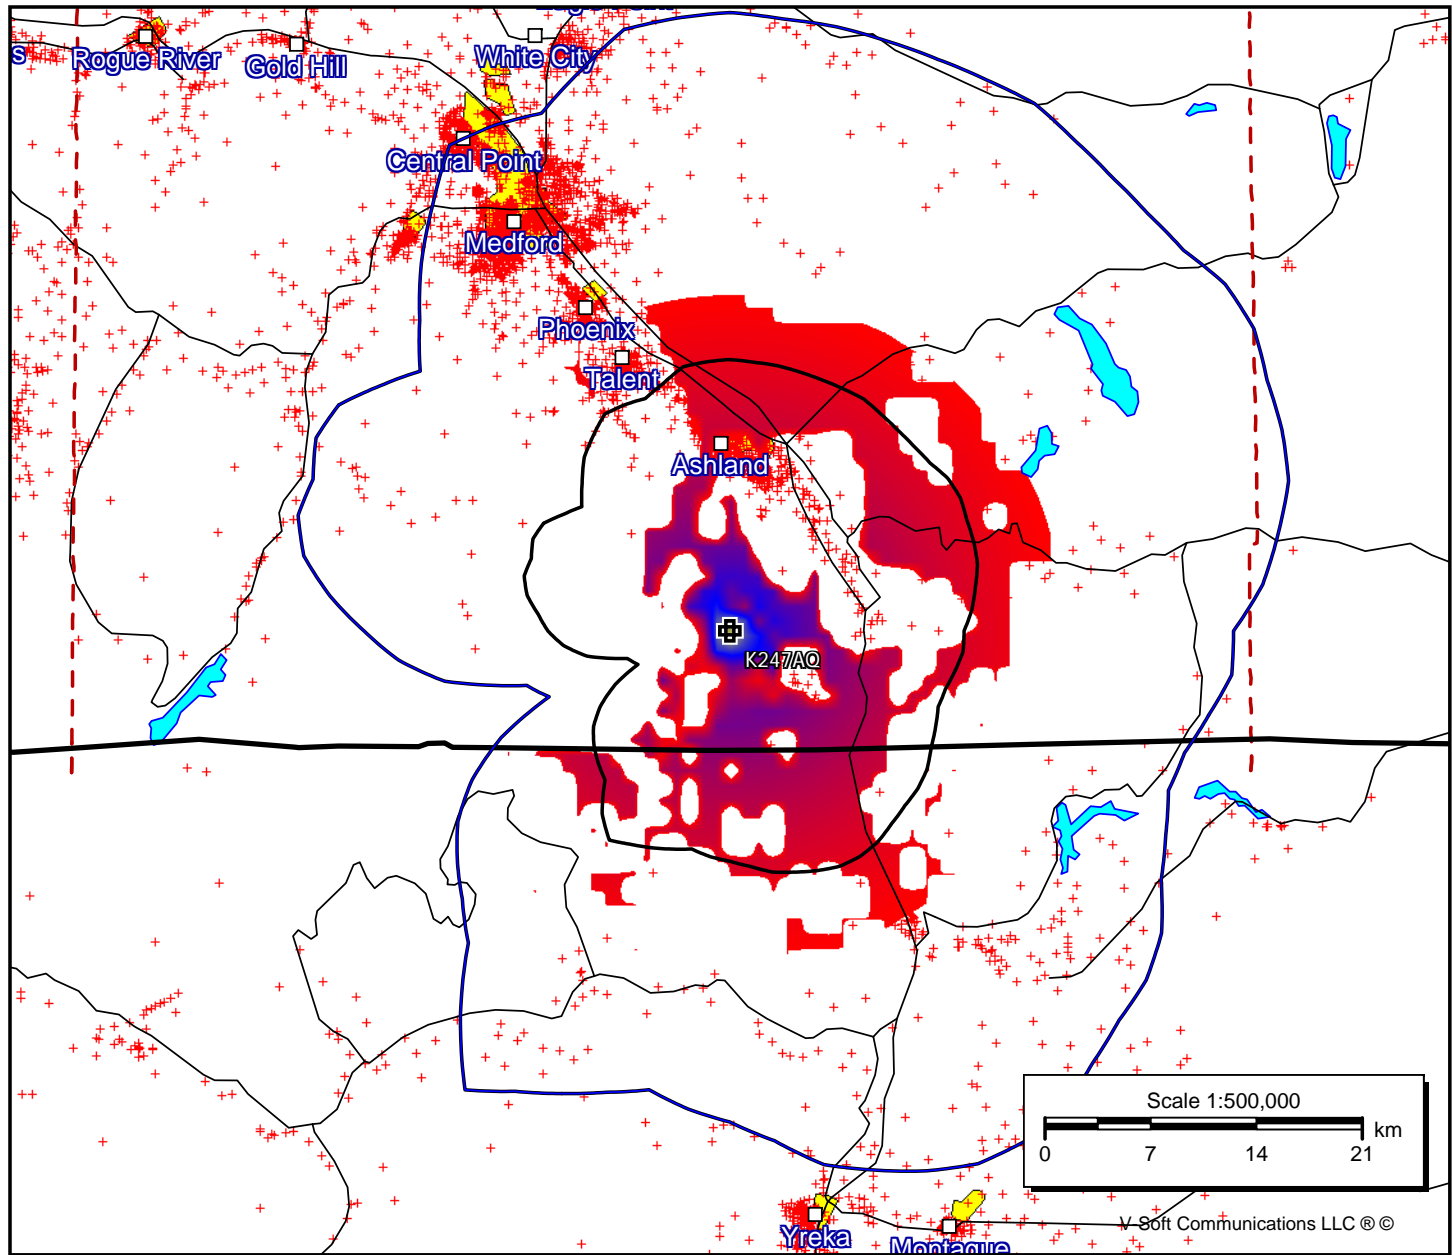 s
Rogue River
Gold Hill
White City
Central Point
Medford
Phoenix
Talent
Ashland
K247AQ
Scale 1:500,000
km
0 7 14 21
V-Soft Communications LLC ® ©
Yreka
Montague